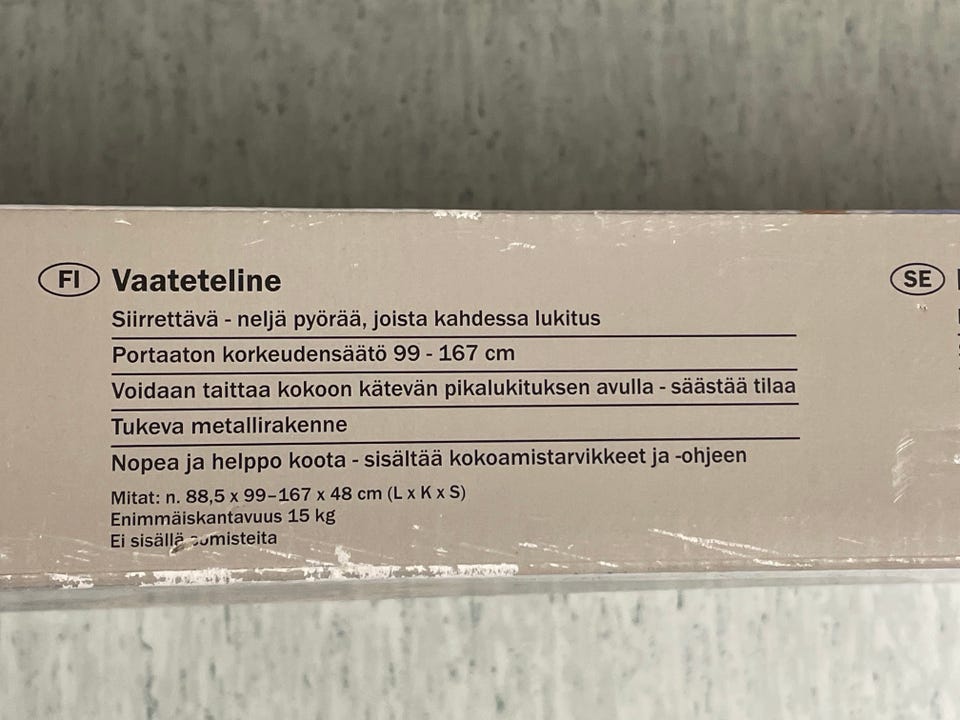 FI Vaateteline
Siirrettävä - neljä pyörää, joista kahdessa lukitus
Portaaton korkeudensäätö 99 - 167 cm
Voidaan taittaa kokoon kätevän pikalukituksen avulla - säästää tilaa
Tukeva metallirakenne
Nopea ja helppo koota - sisältää kokoamistarvikkeet ja -ohjeen
Mitat: n. 88,5 x 99–167 x 48 cm (L x K x S)
Enimmäiskantavuus 15 kg
Ei sisällä
SE